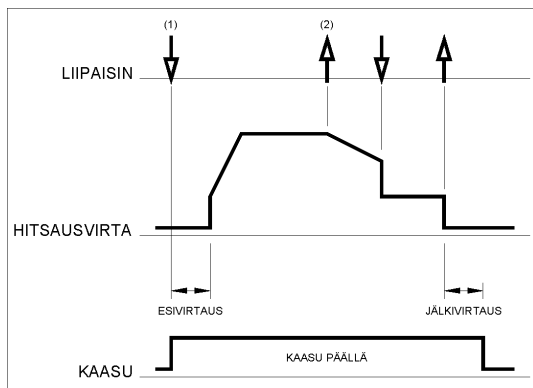 (1)
(2)
LIIPAISIN
HITSAUSVIRTA
ESIVIRTAUS
JÄLKIVIRTAUS
KAASU PÄÄLLÄ
KAASU